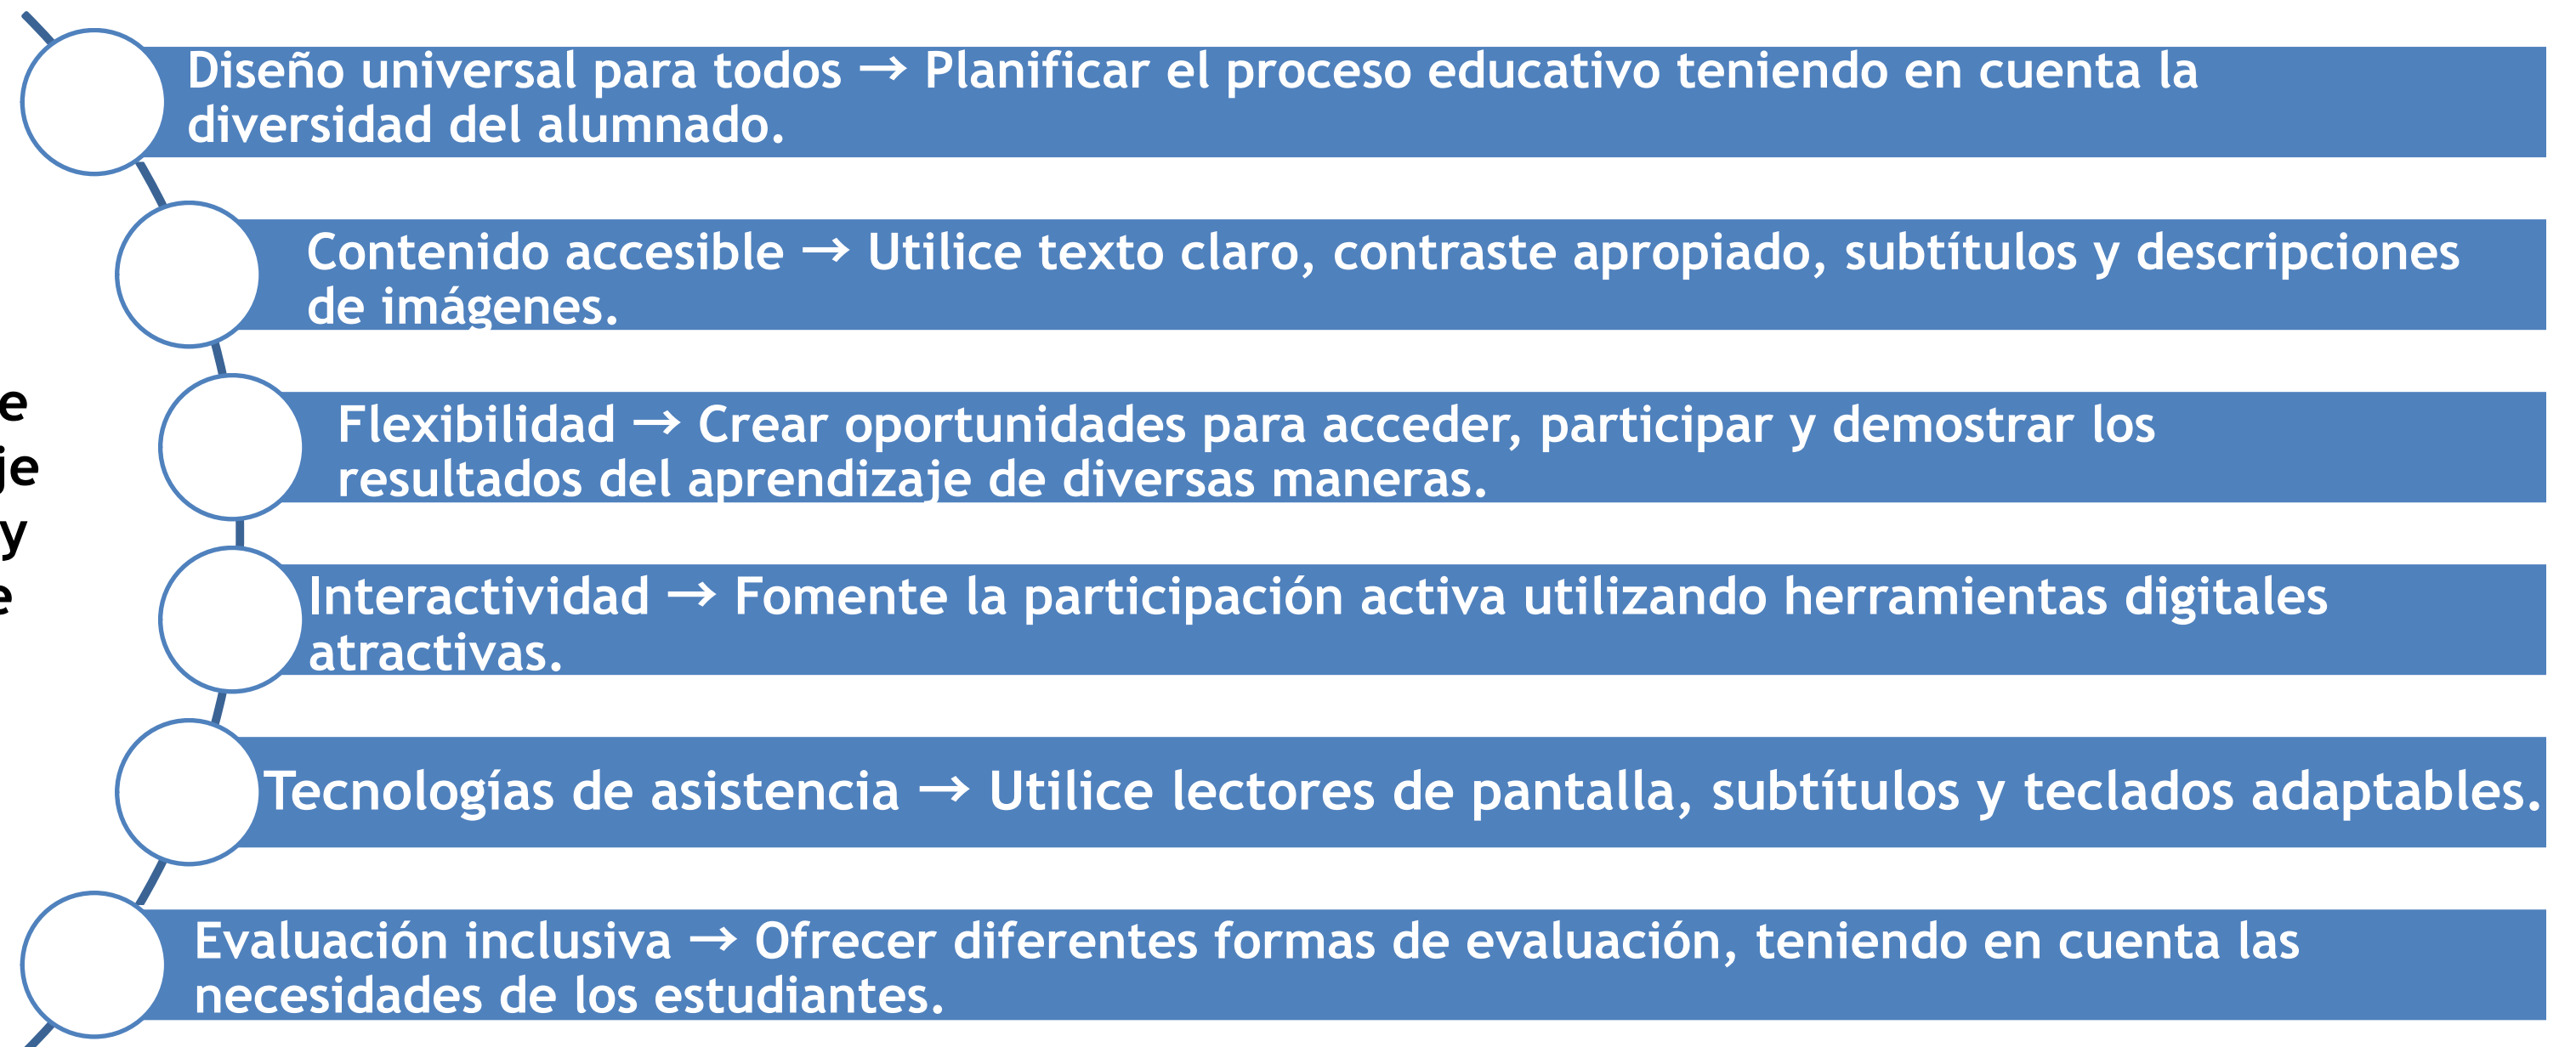 Diseño universal para todos → Planificar el proceso educativo teniendo en cuenta la
diversidad del alumnado.
Contenido accesible → Utilice texto claro, contraste apropiado, subtítulos y descripciones
de imágenes.
Flexibilidad → Crear oportunidades para acceder, participar y demostrar los
resultados del aprendizaje de diversas maneras.
Interactividad → Fomente la participación activa utilizando herramientas digitales
atractivas.
Tecnologías de asistencia → Utilice lectores de pantalla, subtítulos y teclados adaptables.
Evaluación inclusiva → Ofrecer diferentes formas de evaluación, teniendo en cuenta las
necesidades de los estudiantes.